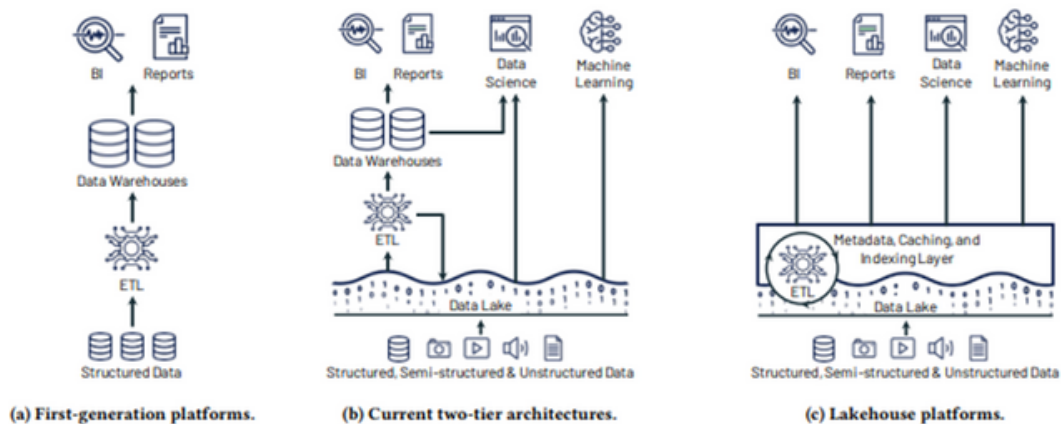 BI
Reports
Data Warehouses
ETL
Structured Data
(a) First-generation platforms.
BI
Reports
Data
Science
Machine
Learning
Data Warehouses
ETL
Data Lake
Structured, Semi-structured & Unstructured Data
(b) Current two-tier architectures.
BI
Reports
Data
Science
Machine
Learning
Metadata, Caching, and
Indexing Layer
ETL
Data Lake
Structured, Semi-structured & Unstructured Data
(c) Lakehouse platforms.